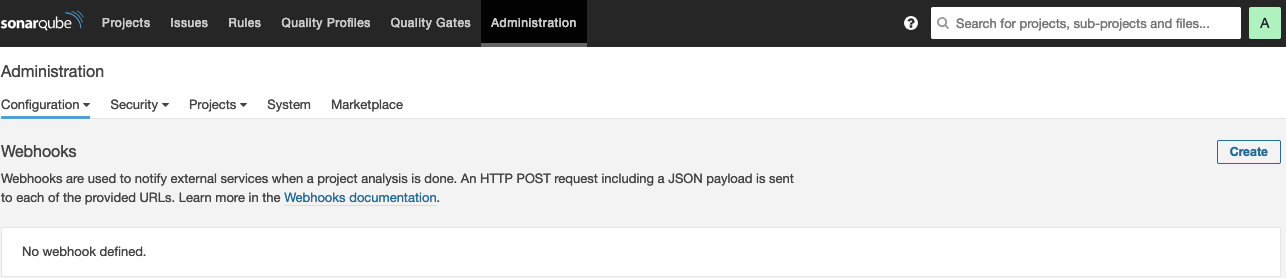 sonarqube Projects Issues Rules Quality Profiles Quality Gates Administration ? Search for projects, sub-projects and files... A
Administration
Configuration Security Projects System Marketplace
Webhooks Create
Webhooks are used to notify external services when a project analysis is done. An HTTP POST request including a JSON payload is sent
to each of the provided URLs. Learn more in the Webhooks documentation.
No webhook defined.